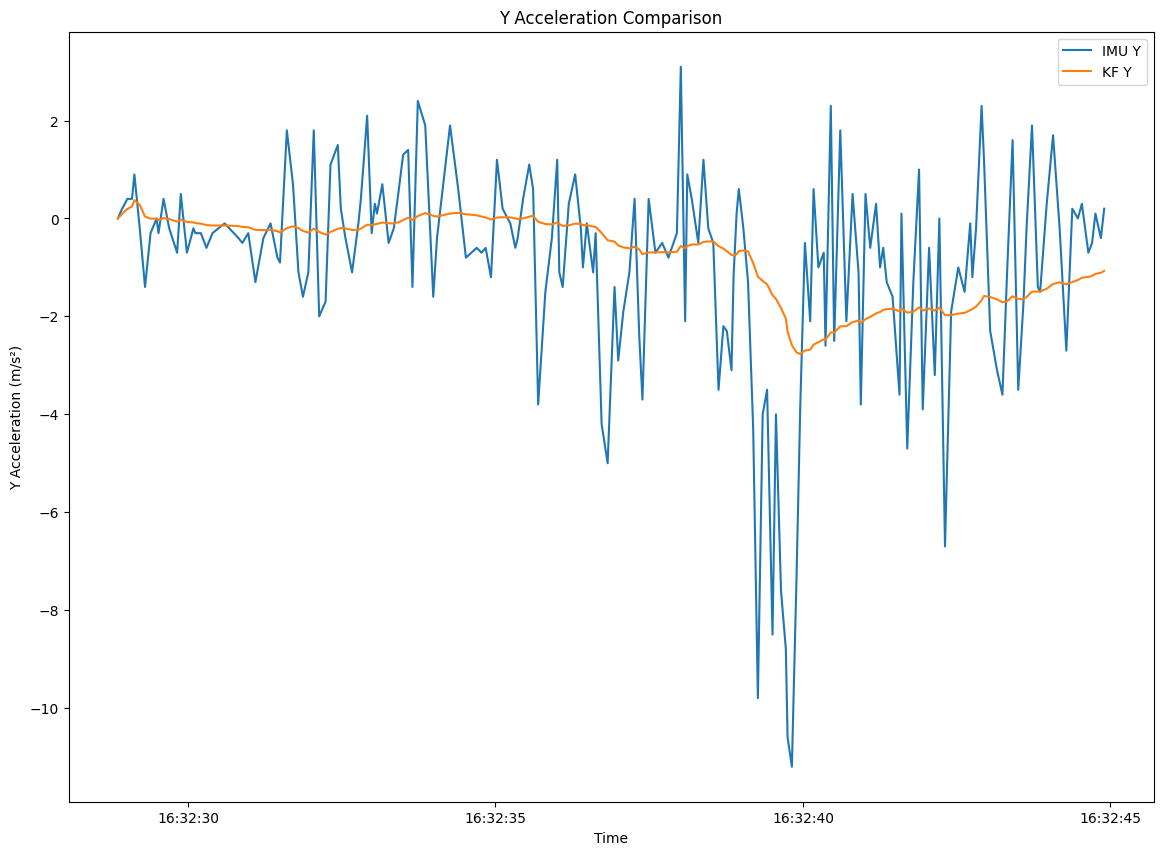 Y Acceleration Comparison
IMU Y
KF Y
Y Acceleration (m/s²)
2
0
−2
−4
−6
−8
−10
16:32:30
16:32:35
16:32:40
16:32:45
Time